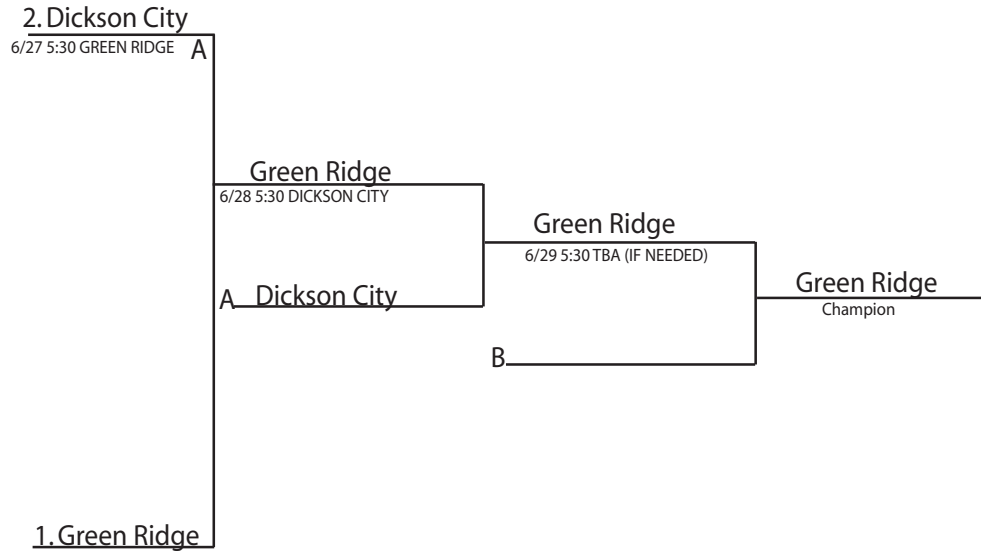 2. Dickson City
6/27 5:30 GREEN RIDGE A
Green Ridge
6/28 5:30 DICKSON CITY
Green Ridge
6/29 5:30 TBA (IF NEEDED)
Green Ridge
Champion
A Dickson City
B
1. Green Ridge